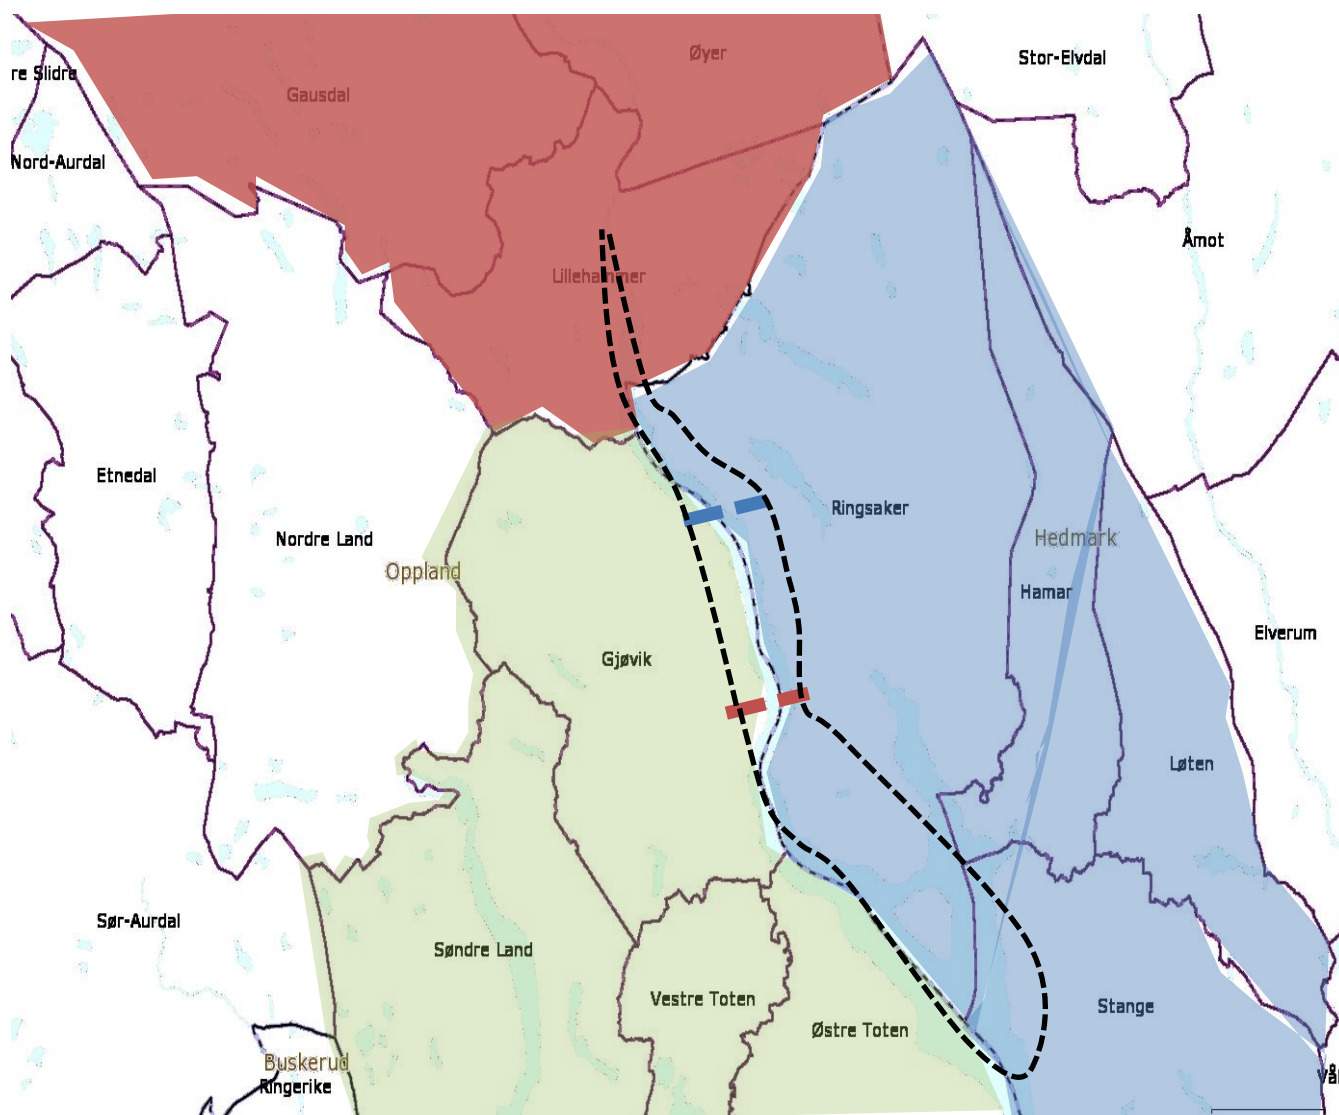 Øyer
Stor-Elvdal
re Slidre
Gausdal
Nord-Aurdal
Åmot
Lillehammer
Etnedal
Ringsaker
Nordre Land
Hedmark
Oppland
Hamar
Elverum
Gjøvik
Løten
Sør-Aurdal
Søndre Land
Vestre Toten
Stange
Østre Toten
Buskerud
Ringerike
Vå